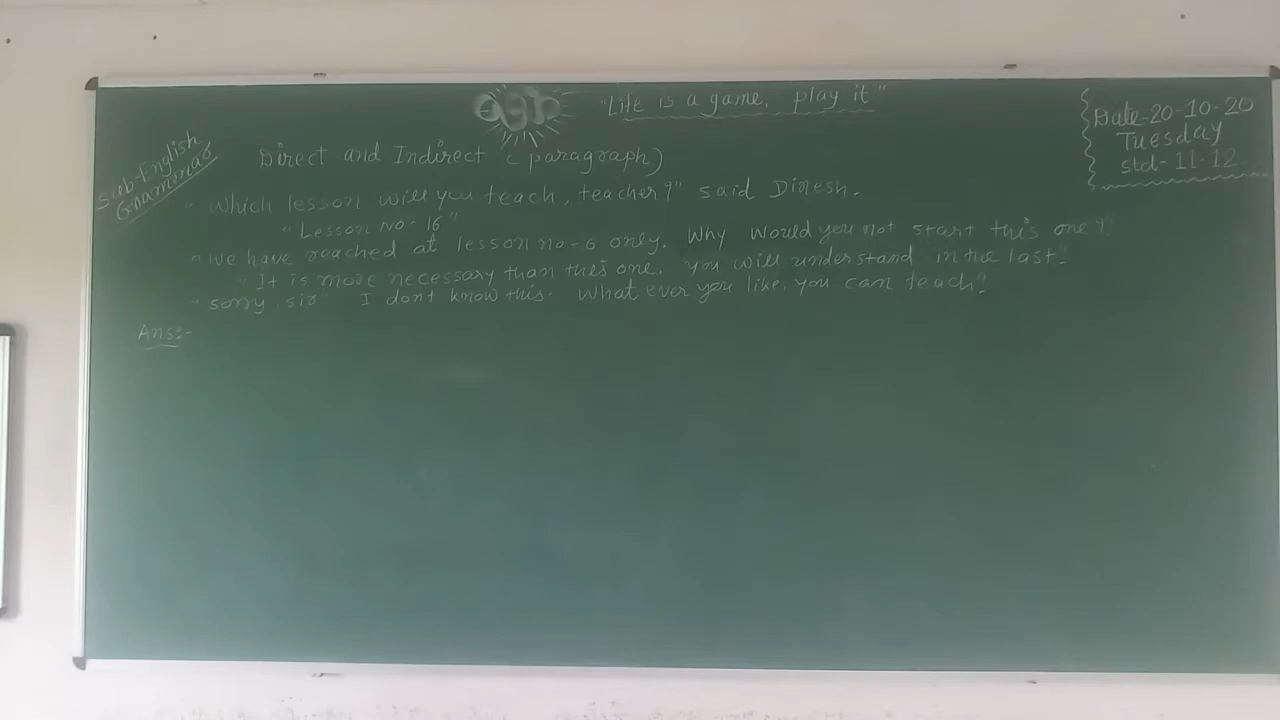 "Life is a game, play it"
Date-20-10-20
Tuesday
Std-11-12
Sub-English
Grammar
Direct and Indirect (paragraph)
"Which lesson will you teach, teacher?" said Dinesh.
"Lesson No-16"
"We have reached at lesson no-6 only. Why would you not start this one?"
"It is more necessary than this one. You will understand in the last."
"Sorry, sir" I don't know this. What ever you like, you can teach."
Ans:-